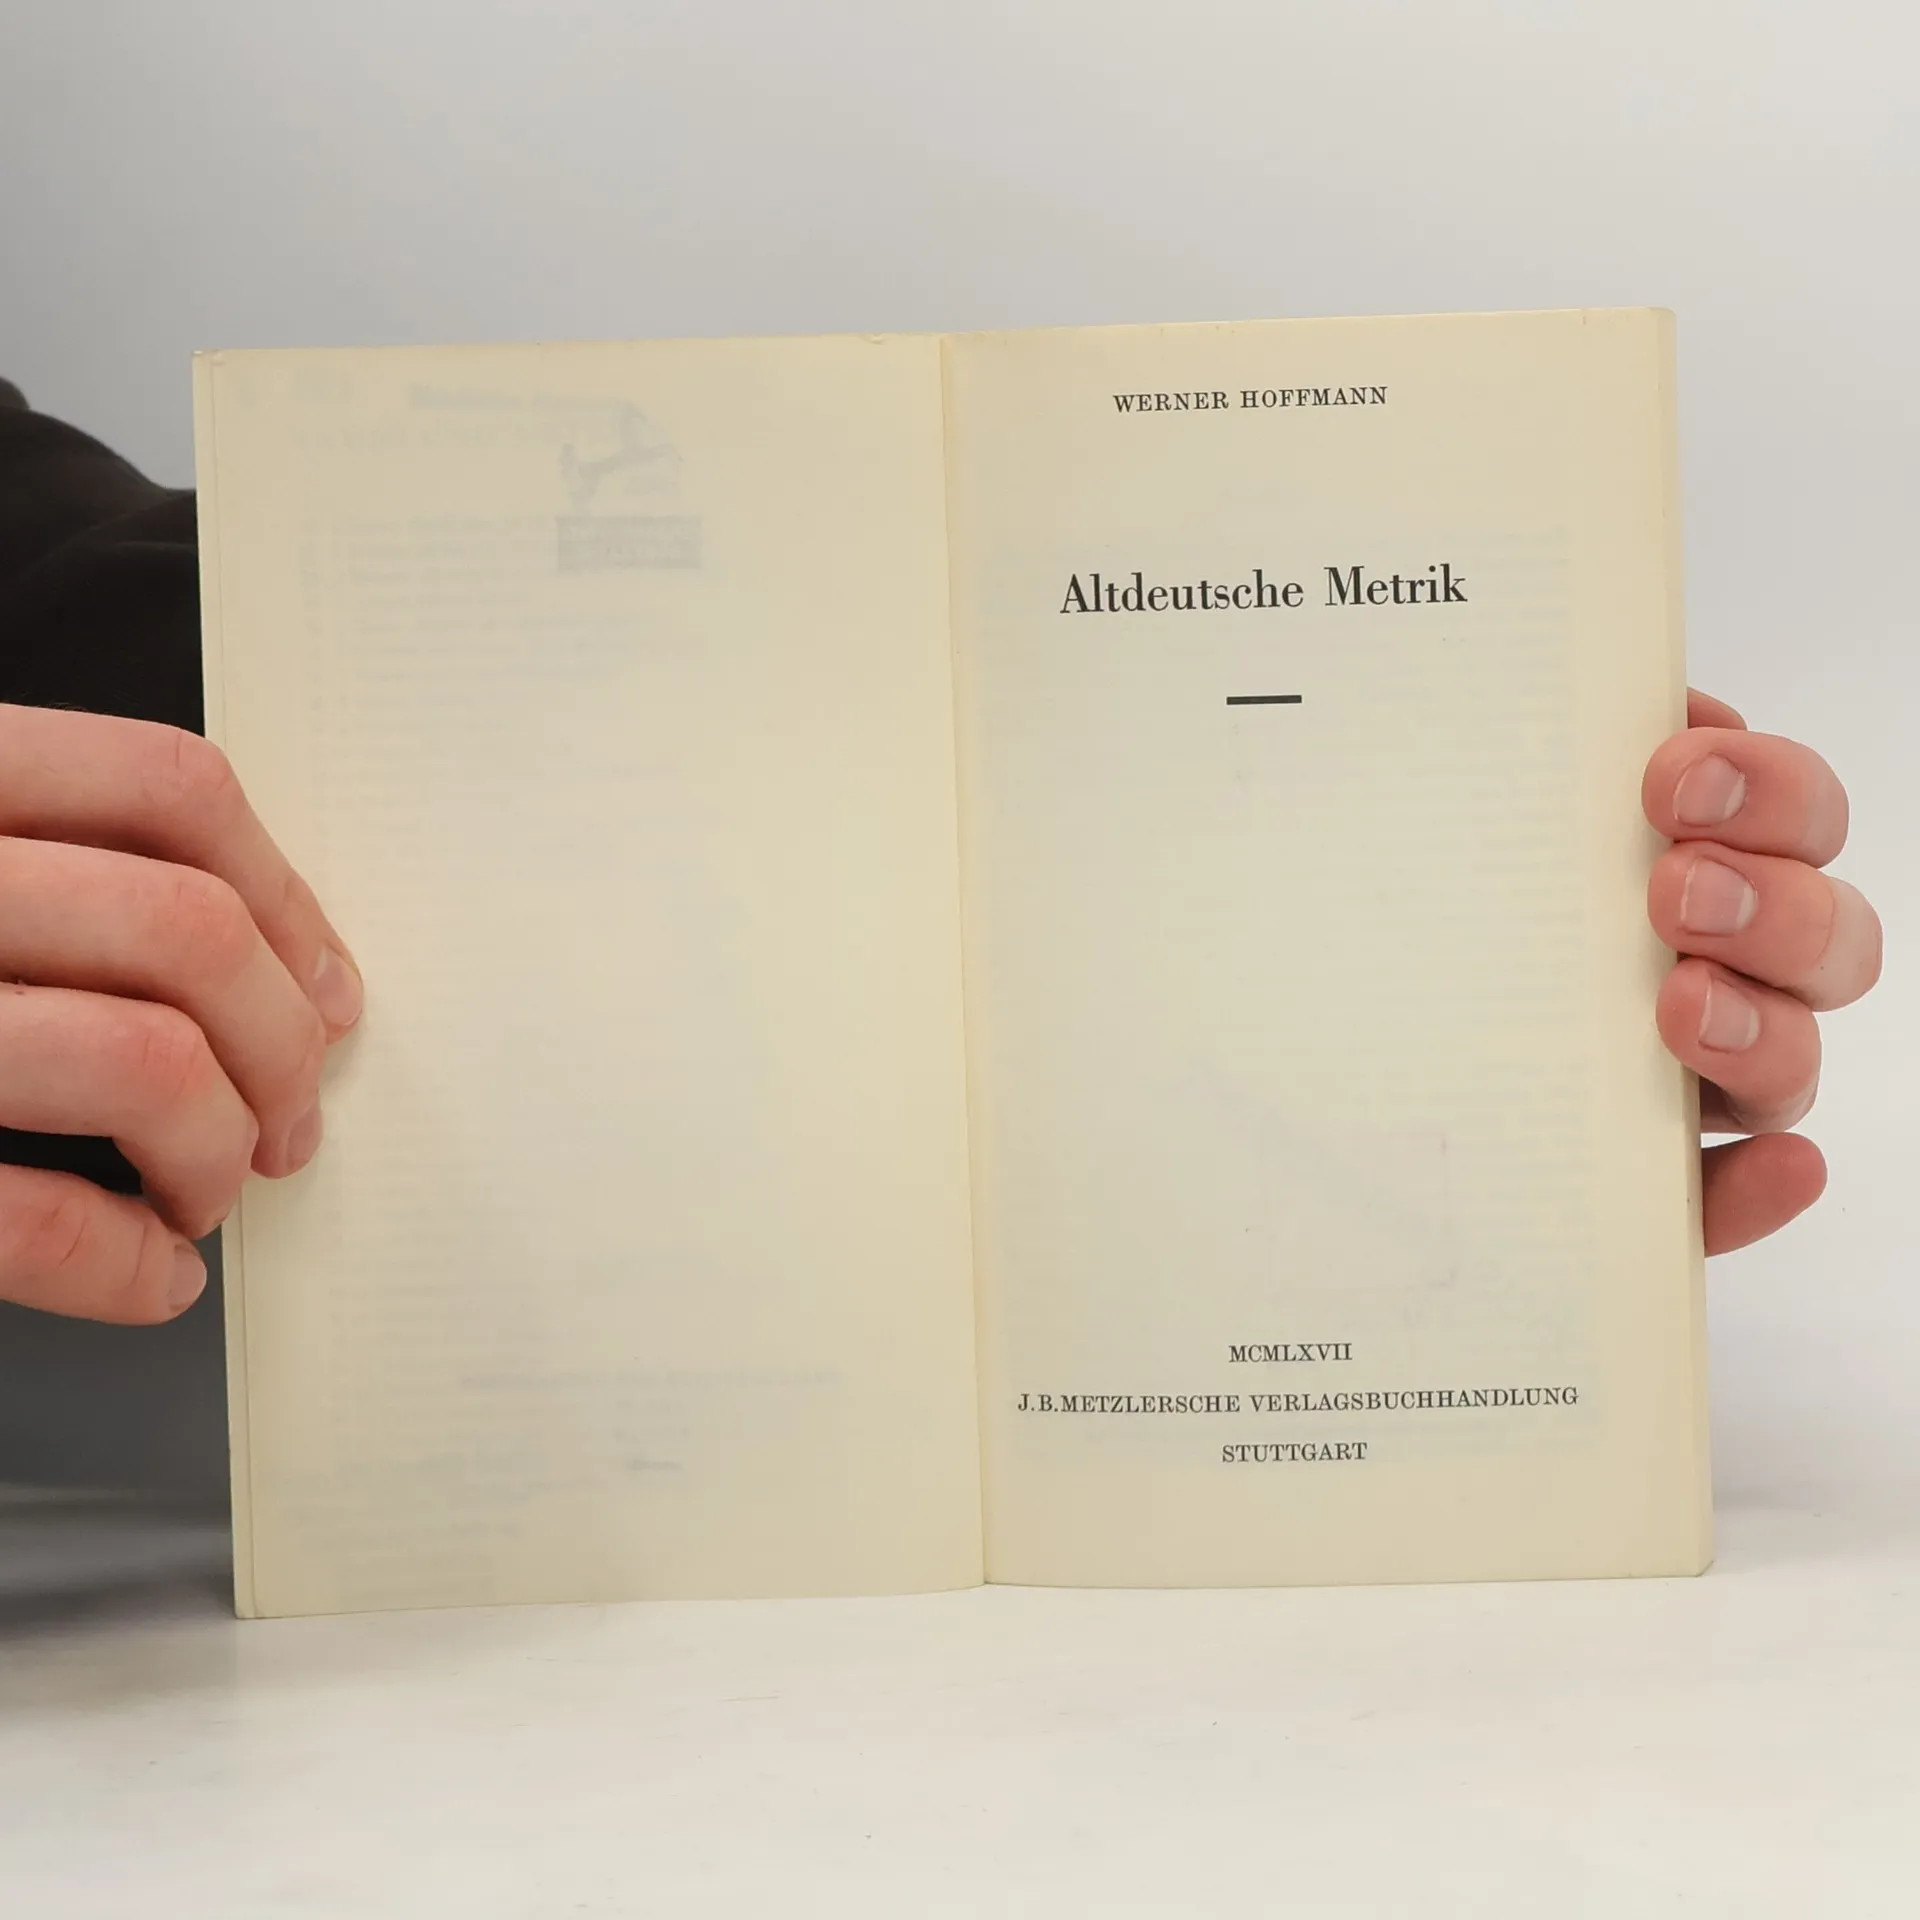 WERNER HOFFMANN
Altdeutsche Metrik
MCMLXVII
J.B.METZLERSCHE VERLAGSBUCHHANDLUNG
STUTTGART